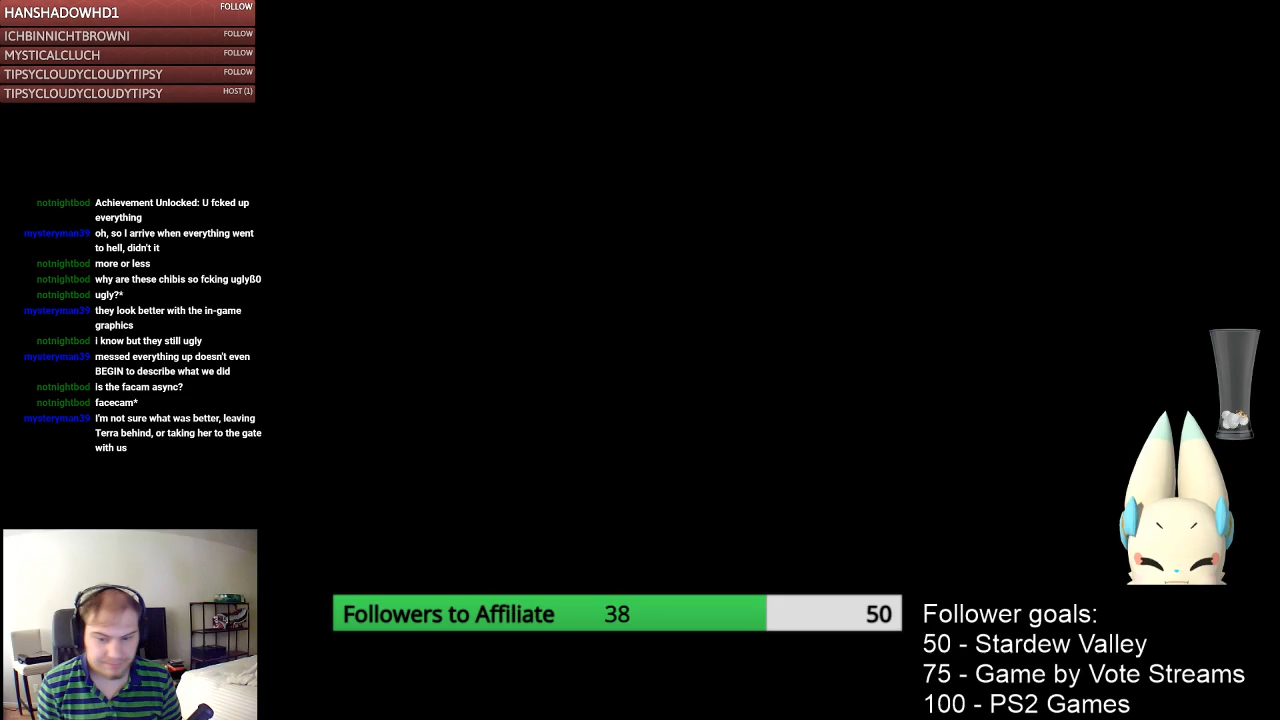 HANSHADOWHD1 FOLLOW
ICHBINNICHTBROWNI FOLLOW
MYSTICALCLUCH FOLLOW
TIPSYCLOUDYCLOUDYTIPSY FOLLOW
TIPSYCLOUDYCLOUDYTIPSY HOST (1)
notnightbod Achievement Unlocked: U fcked up
everything
mysteryman39 oh, so I arrive when everything went
to hell, didn't it
notnightbod more or less
notnightbod why are these chibis so fcking uglyß0
notnightbod ugly?*
mysteryman39 they look better with the in-game
graphics
notnightbod i know but they still ugly
mysteryman39 messed everything up doesn't even
BEGIN to describe what we did
notnightbod is the facam async?
notnightbod facecam*
mysteryman39 I'm not sure what was better, leaving
Terra behind, or taking her to the gate
with us
Followers to Affiliate 38 50
Follower goals:
50 - Stardew Valley
75 - Game by Vote Streams
100 - PS2 Games